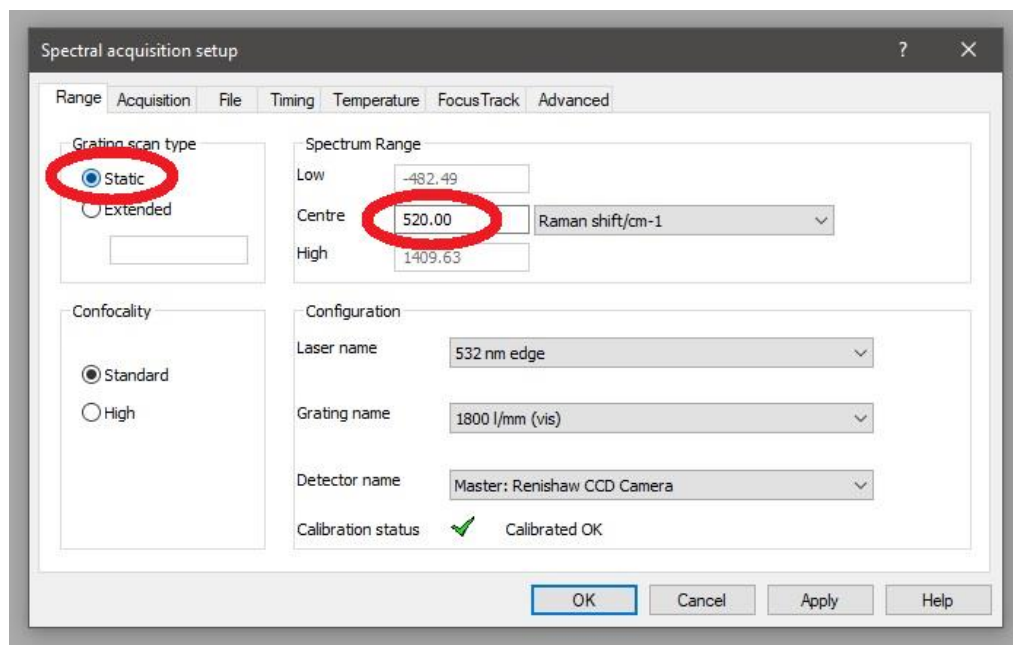 Spectral acquisition setup ?
Range Acquisition File Timing Temperature FocusTrack Advanced
Grating scan type
Static
Extended
Spectrum Range
Low -482.49
Centre 520.00 Raman shift/cm-1
High 1409.63
Confocality
Standard
High
Configuration
Laser name 532 nm edge
Grating name 1800 l/mm (vis)
Detector name Master: Renishaw CCD Camera
Calibration status Calibrated OK
OK Cancel Apply Help